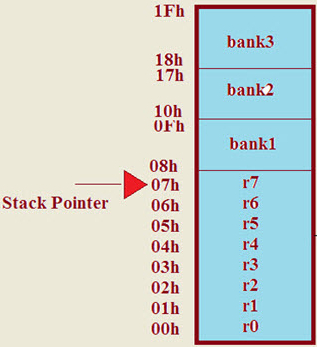 1Fh
bank3
18h
17h
bank2
10h
0Fh
bank1
08h
07h r7
Stack Pointer
06h r6
05h r5
04h r4
03h r3
02h r2
01h r1
00h r0